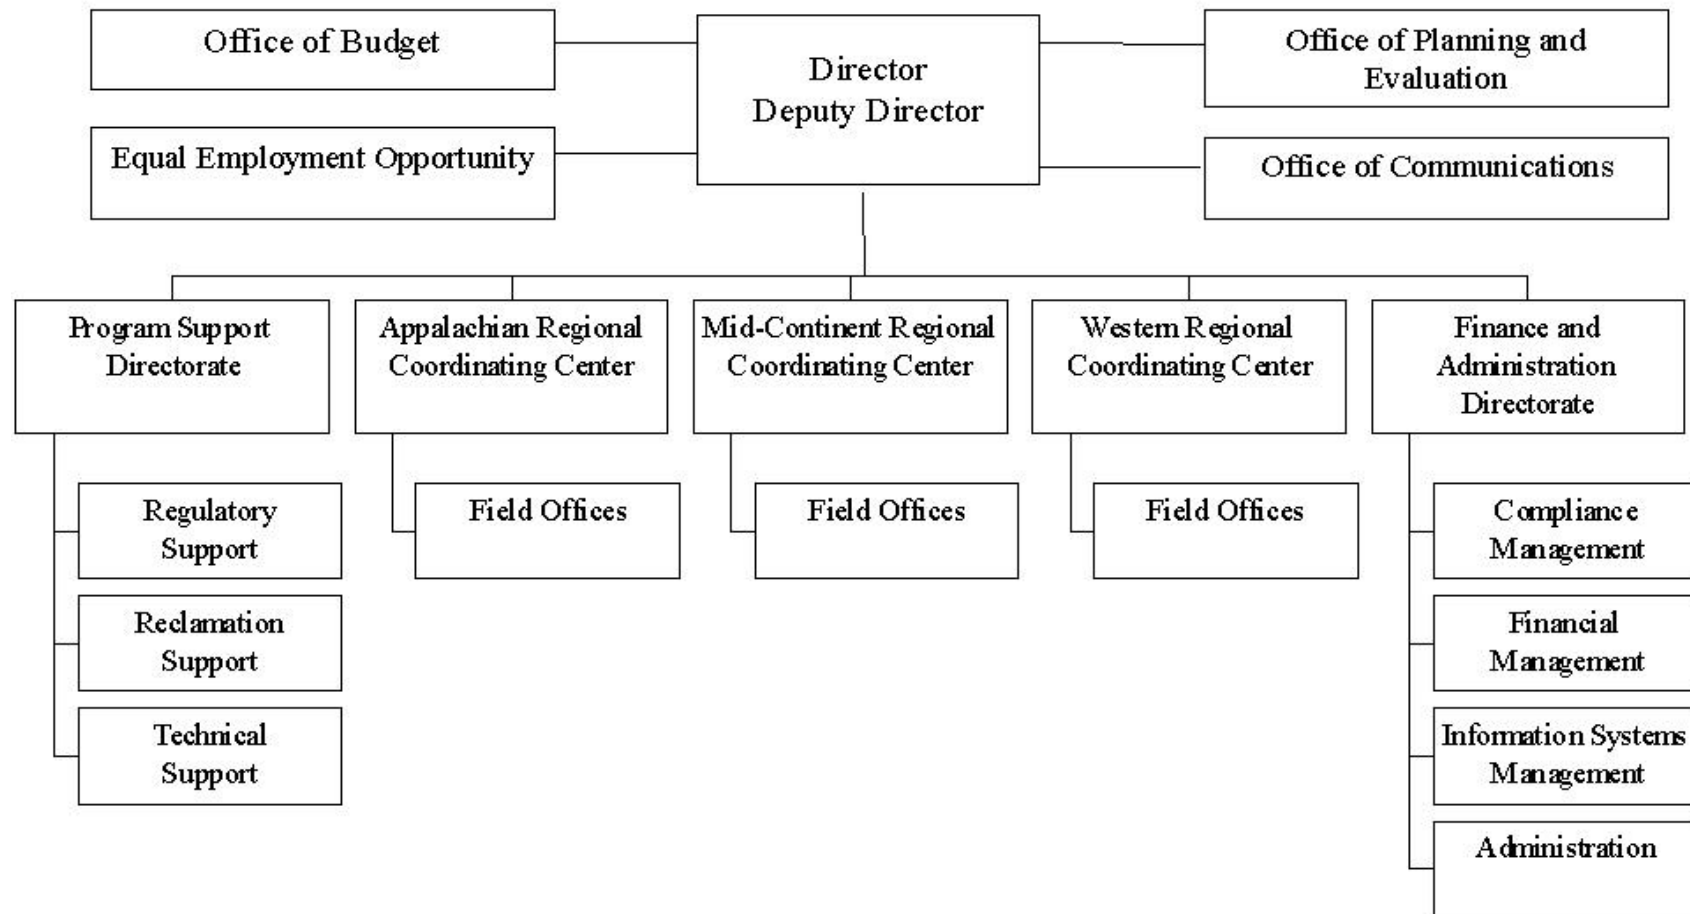 Office of Budget
Director
Deputy Director
Office of Planning and
Evaluation
Equal Employment Opportunity
Office of Communications
Program Support
Directorate
Appalachian Regional
Coordinating Center
Mid-Continent Regional
Coordinating Center
Western Regional
Coordinating Center
Finance and
Administration
Directorate
Regulatory
Support
Reclamation
Support
Technical
Support
Field Offices
Field Offices
Field Offices
Compliance
Management
Financial
Management
Information Systems
Management
Administration